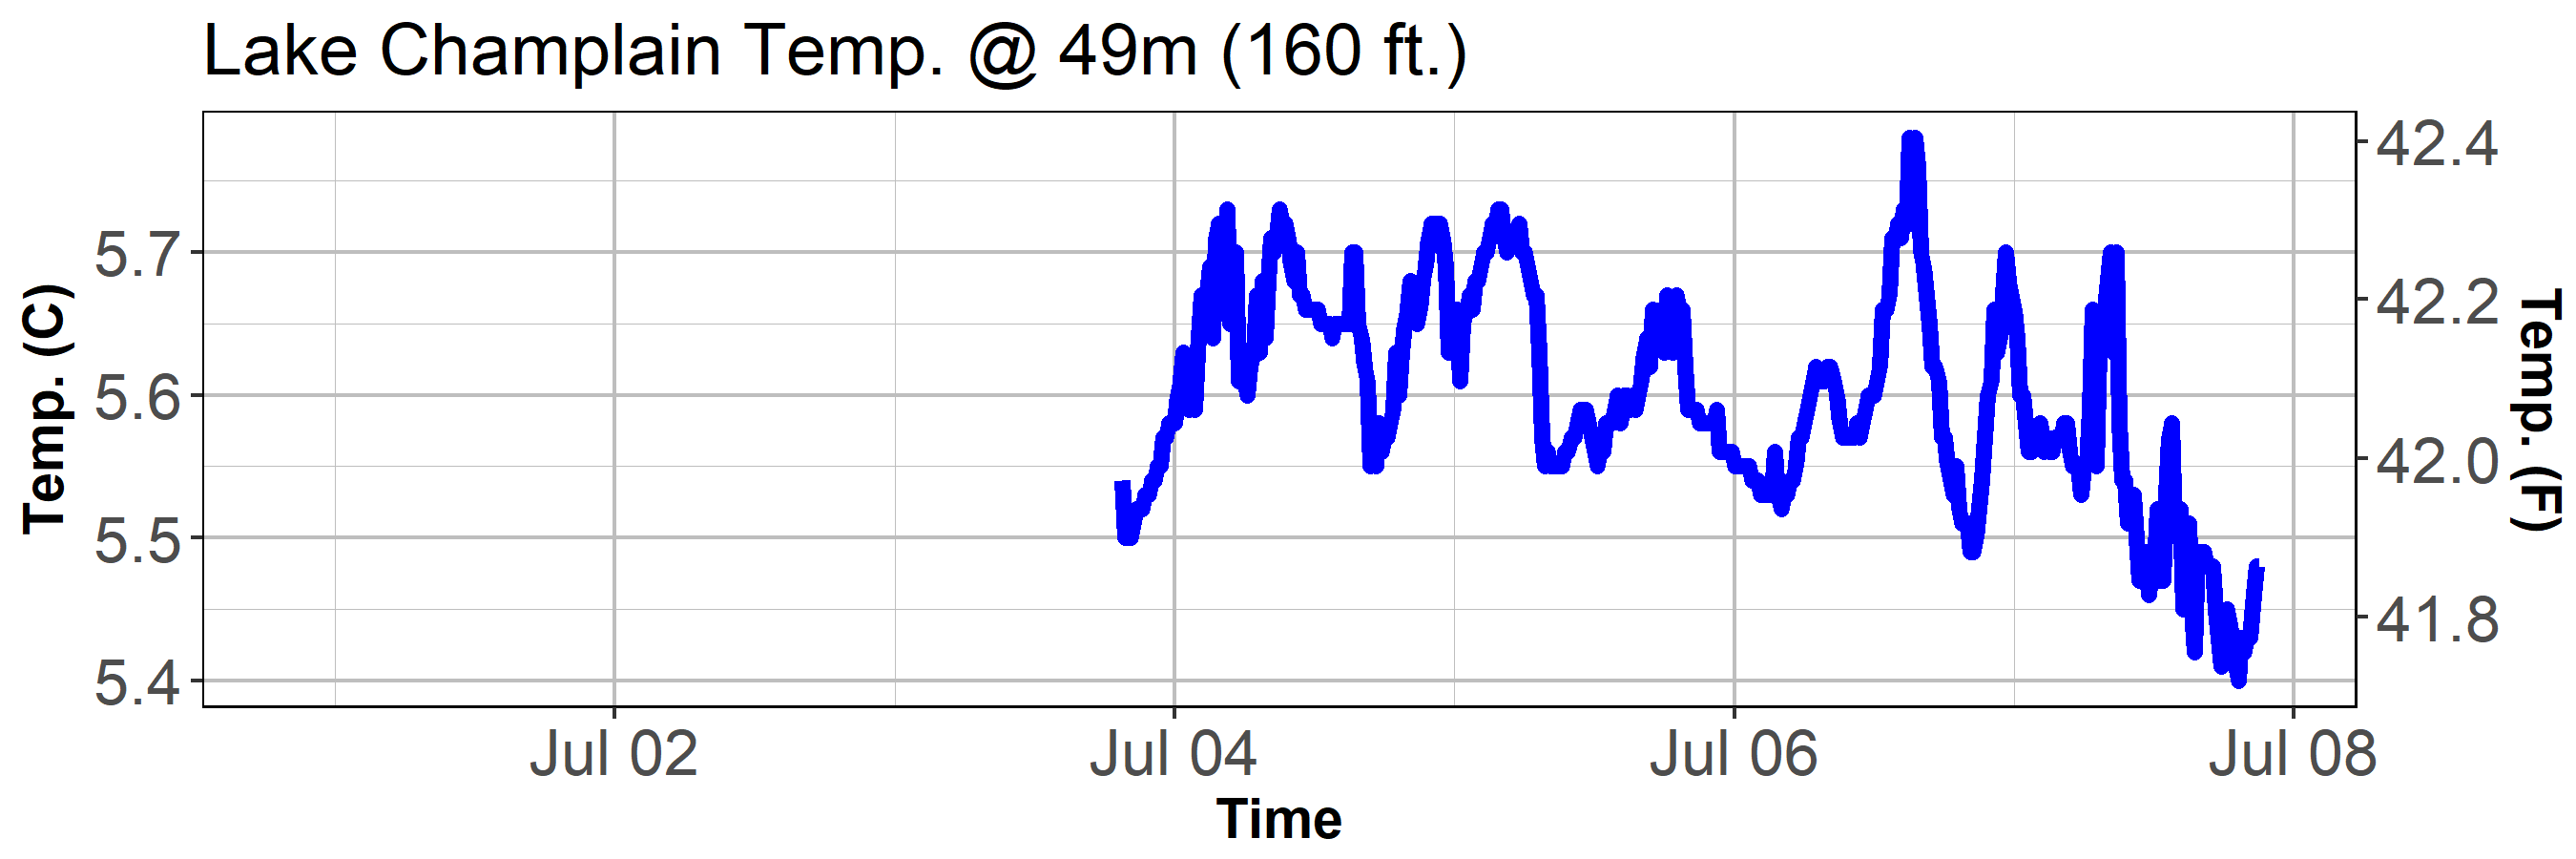 Lake Champlain Temp. @ 49m (160 ft.)
Temp. (C)
5.7
5.6
5.5
5.4
42.4
42.2
42.0
41.8
Temp. (F)
Jul 02 Jul 04 Jul 06 Jul 08
Time